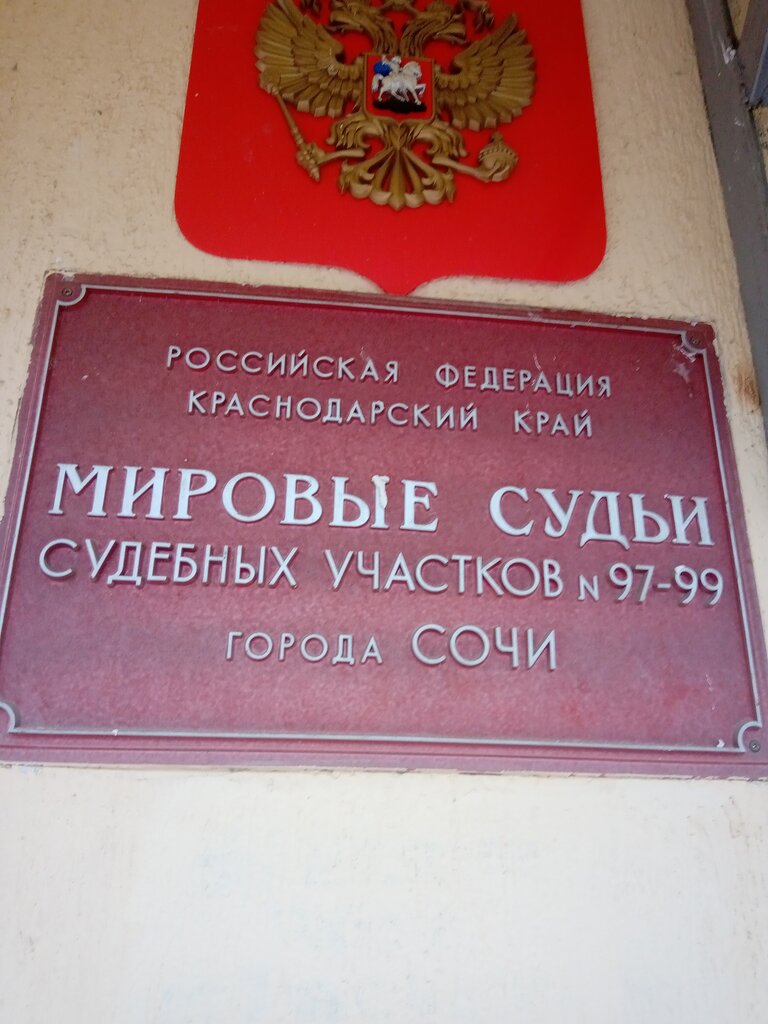 РОССИЙСКАЯ ФЕДЕРАЦИЯ
КРАСНОДАРСКИЙ КРАЙ
МИРОВЫЕ СУДЬИ
СУДЕБНЫХ УЧАСТКОВ N 97-99
ГОРОДА СОЧИ